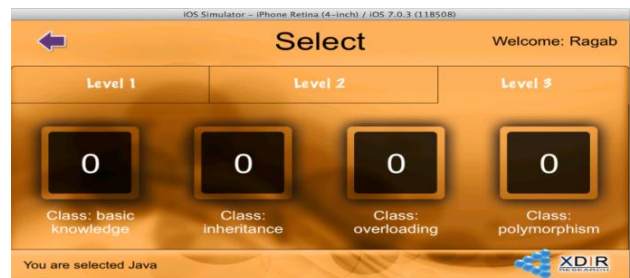 iOS Simulator – iPhone Retina (4–inch) / iOS 7.0.3 (11B508)
Select
Welcome: Ragab
Level 1
Level 2
Level 3
0
0
0
0
Class: basic
knowledge
Class:
inheritance
Class:
overloading
Class:
polymorphism
You are selected Java
XDIR
RESEARCH